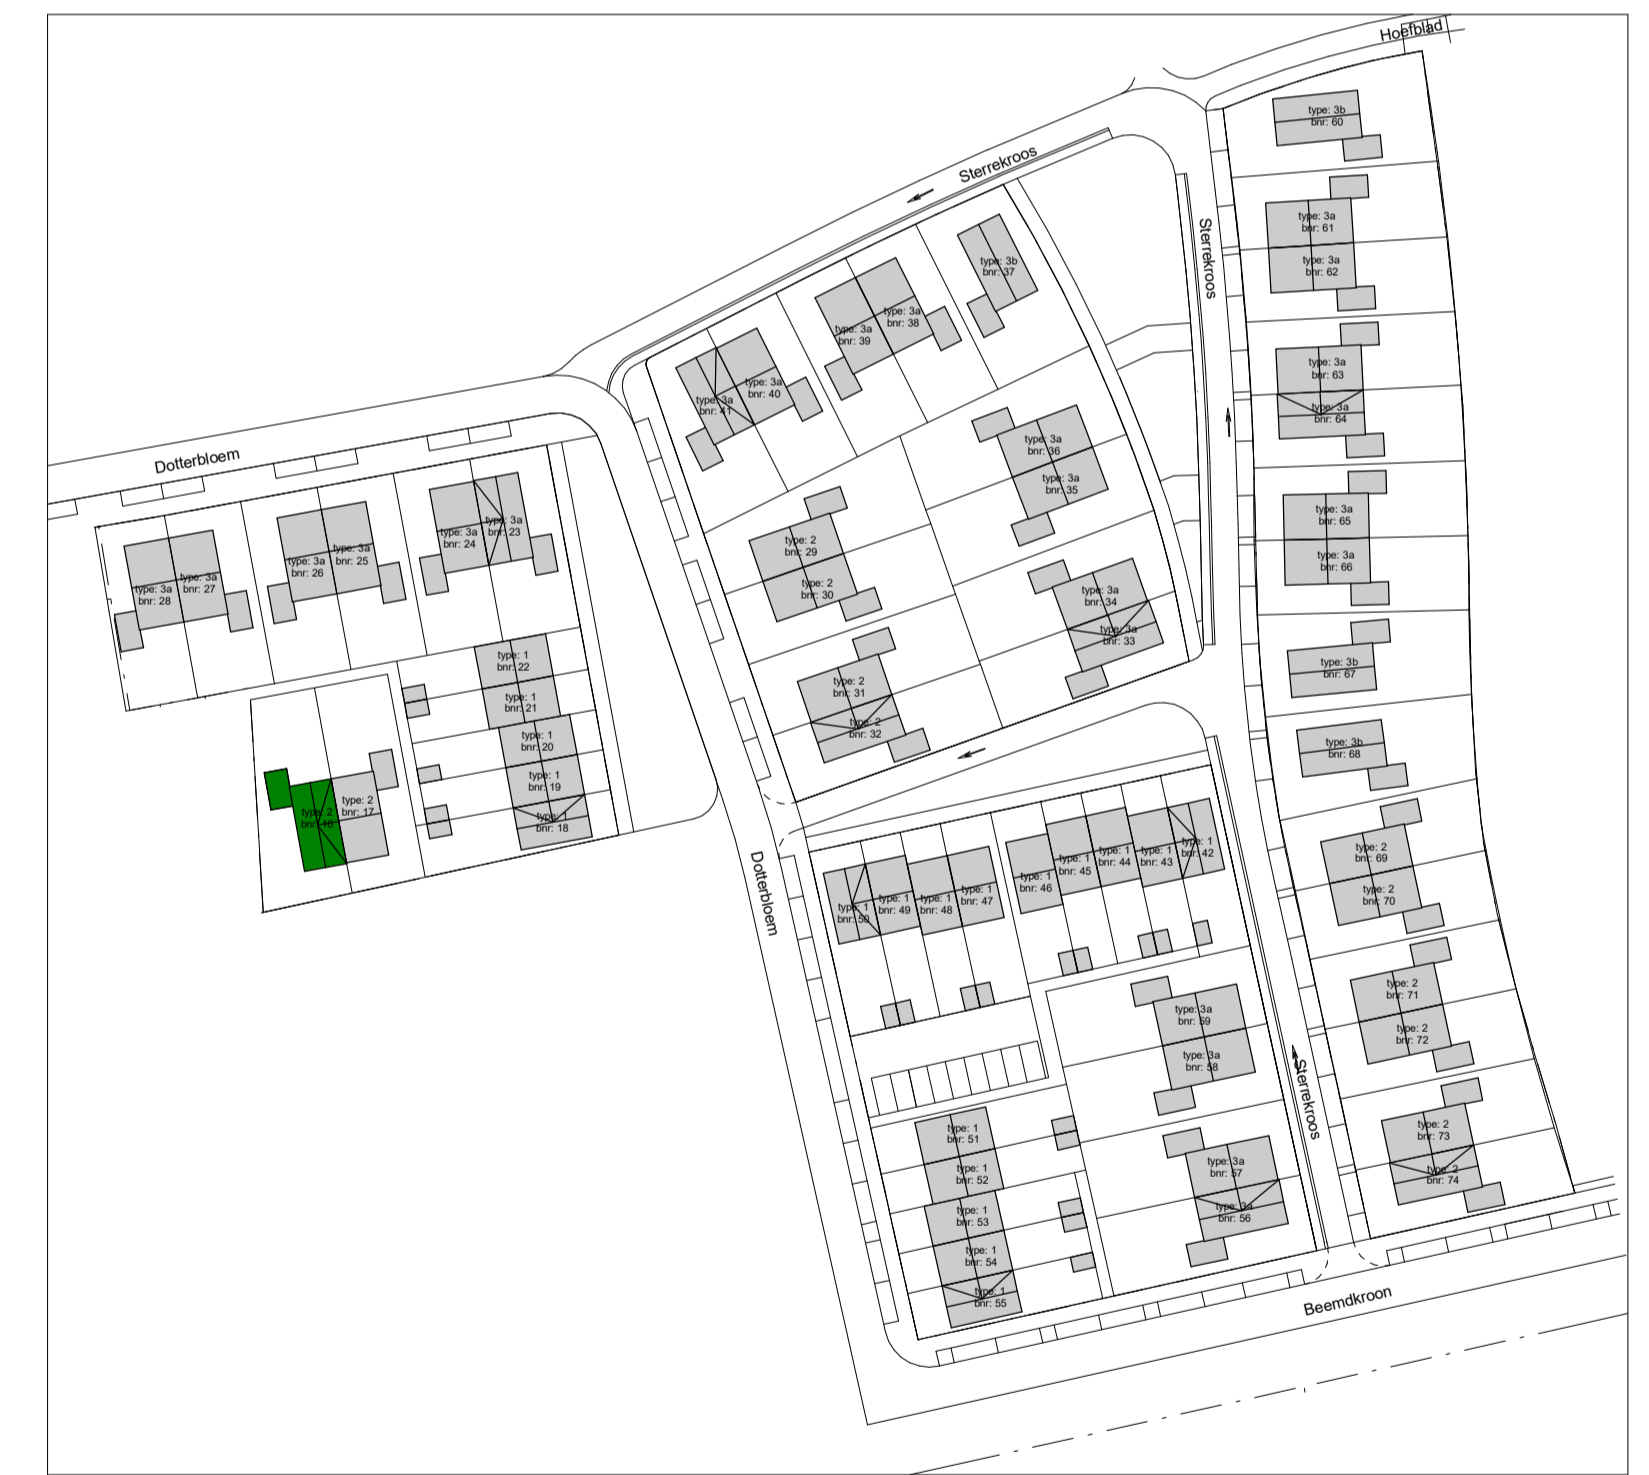 Hoefblad
type: 3b
bnr: 60
Sterrekroos
type: 3a
bnr: 61
type: 3a
bnr: 62
Sterrekroos
type: 3b
bnr: 37
type: 3a
bnr: 38
type: 3a
bnr: 39
type: 3a
bnr: 40
type: 3a
bnr: 41
type: 3a
bnr: 63
type: 3a
bnr: 64
type: 3a
bnr: 36
type: 3a
bnr: 35
Dotterbloem
type: 3a
bnr: 23
type: 3a
bnr: 24
type: 3a
bnr: 25
type: 3a
bnr: 26
type: 3a
bnr: 27
type: 3a
bnr: 28
type: 2
bnr: 29
type: 2
bnr: 30
type: 3a
bnr: 65
type: 3a
bnr: 66
type: 3a
bnr: 34
type: 3a
bnr: 33
type: 1
bnr: 22
type: 1
bnr: 21
type: 1
bnr: 20
type: 1
bnr: 19
type: 1
bnr: 18
type: 2
bnr: 31
type: 2
bnr: 32
type: 3b
bnr: 67
type: 3b
bnr: 68
type: 2
bnr: 16
type: 2
bnr: 17
Dotterbloem
type: 1
bnr: 50
type: 1
bnr: 49
type: 1
bnr: 48
type: 1
bnr: 47
type: 1
bnr: 46
type: 1
bnr: 45
type: 1
bnr: 44
type: 1
bnr: 43
type: 1
bnr: 42
type: 2
bnr: 69
type: 2
bnr: 70
type: 2
bnr: 71
type: 2
bnr: 72
type: 3a
bnr: 59
type: 3a
bnr: 58
Sterrekroos
type: 1
bnr: 51
type: 1
bnr: 52
type: 1
bnr: 53
type: 1
bnr: 54
type: 1
bnr: 55
type: 3a
bnr: 57
type: 3a
bnr: 56
type: 2
bnr: 73
type: 2
bnr: 74
Beemdkroon